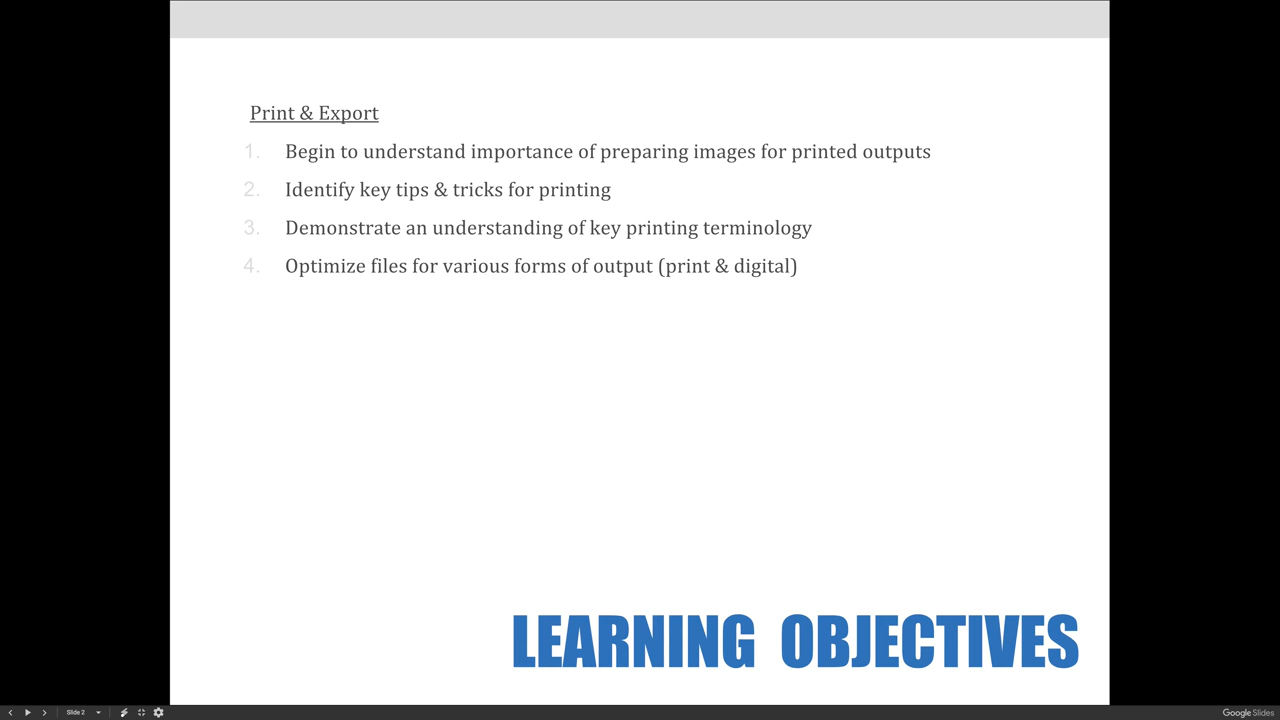 Print & Export
1. Begin to understand importance of preparing images for printed outputs
2. Identify key tips & tricks for printing
3. Demonstrate an understanding of key printing terminology
4. Optimize files for various forms of output (print & digital)
LEARNING OBJECTIVES
Slide 2
Google Slides